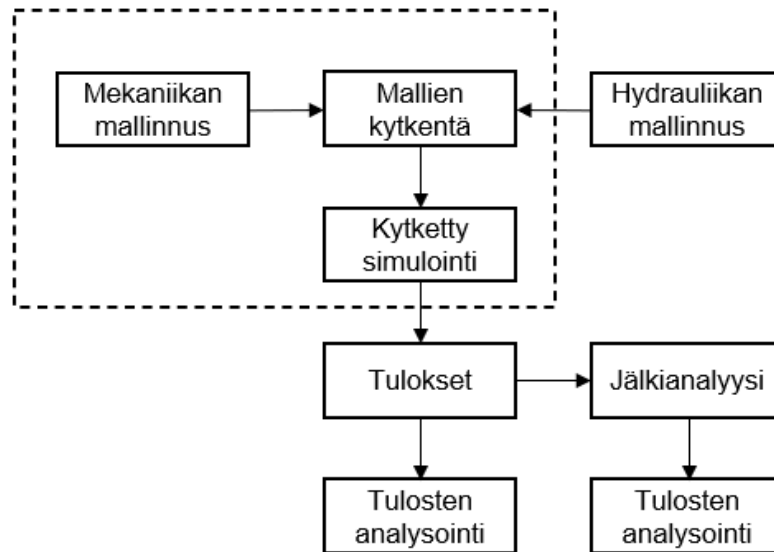 Mekaniikan
mallinnus
Mallien
kytkentä
Hydrauliikan
mallinnus
Kytketty
simulointi
Tulokset
Jälkianalyysi
Tulosten
analysointi
Tulosten
analysointi